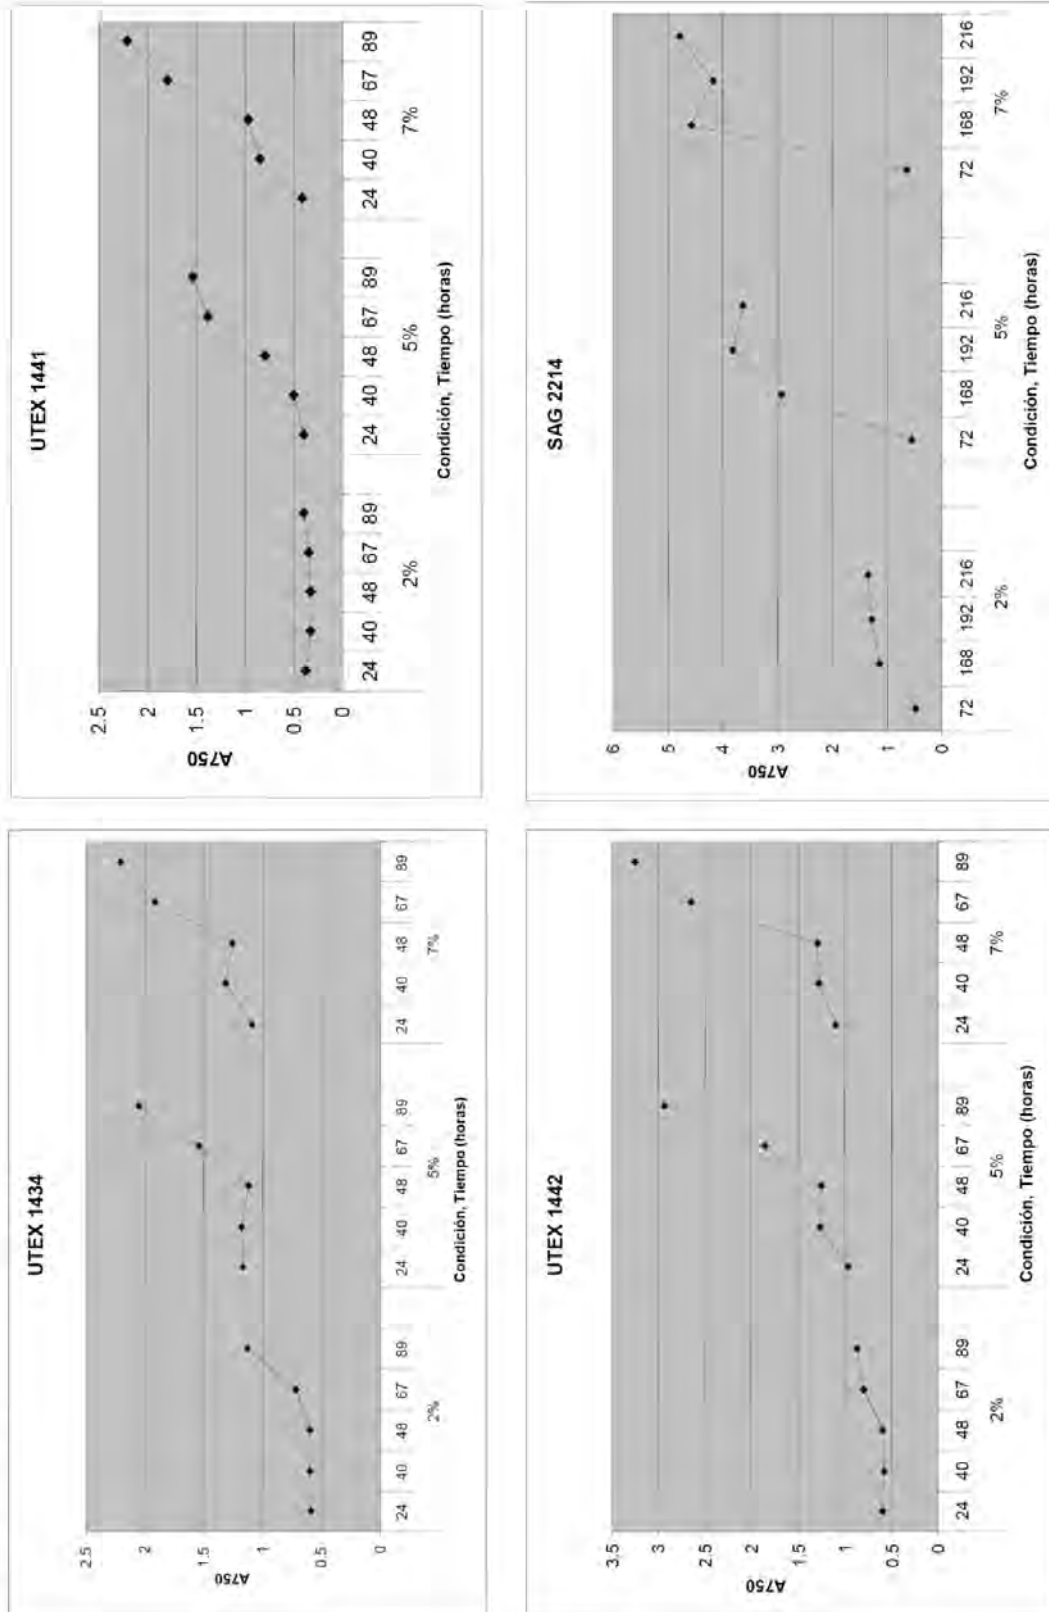 UTEX 1434
2.5
2
1.5
1
0.5
0
A750
24 40 48 67 89 24 40 48 67 89 24 40 48 67 89
2% 5% 7%
Condición, Tiempo (horas)
UTEX 1441
2.5
2
1.5
1
0.5
0
A750
24 40 48 67 89 24 40 48 67 89 24 40 48 67 89
2% 5% 7%
Condición, Tiempo (horas)
UTEX 1442
3.5
3
2.5
2
1.5
1
0.5
0
A750
24 40 48 67 89 24 40 48 67 89 24 40 48 67 89
2% 5% 7%
Condición, Tiempo (horas)
SAG 2214
6
5
4
3
2
1
0
A750
72 168 192 216 72 168 192 216 72 168 192 216
2% 5% 7%
Condición, Tiempo (horas)